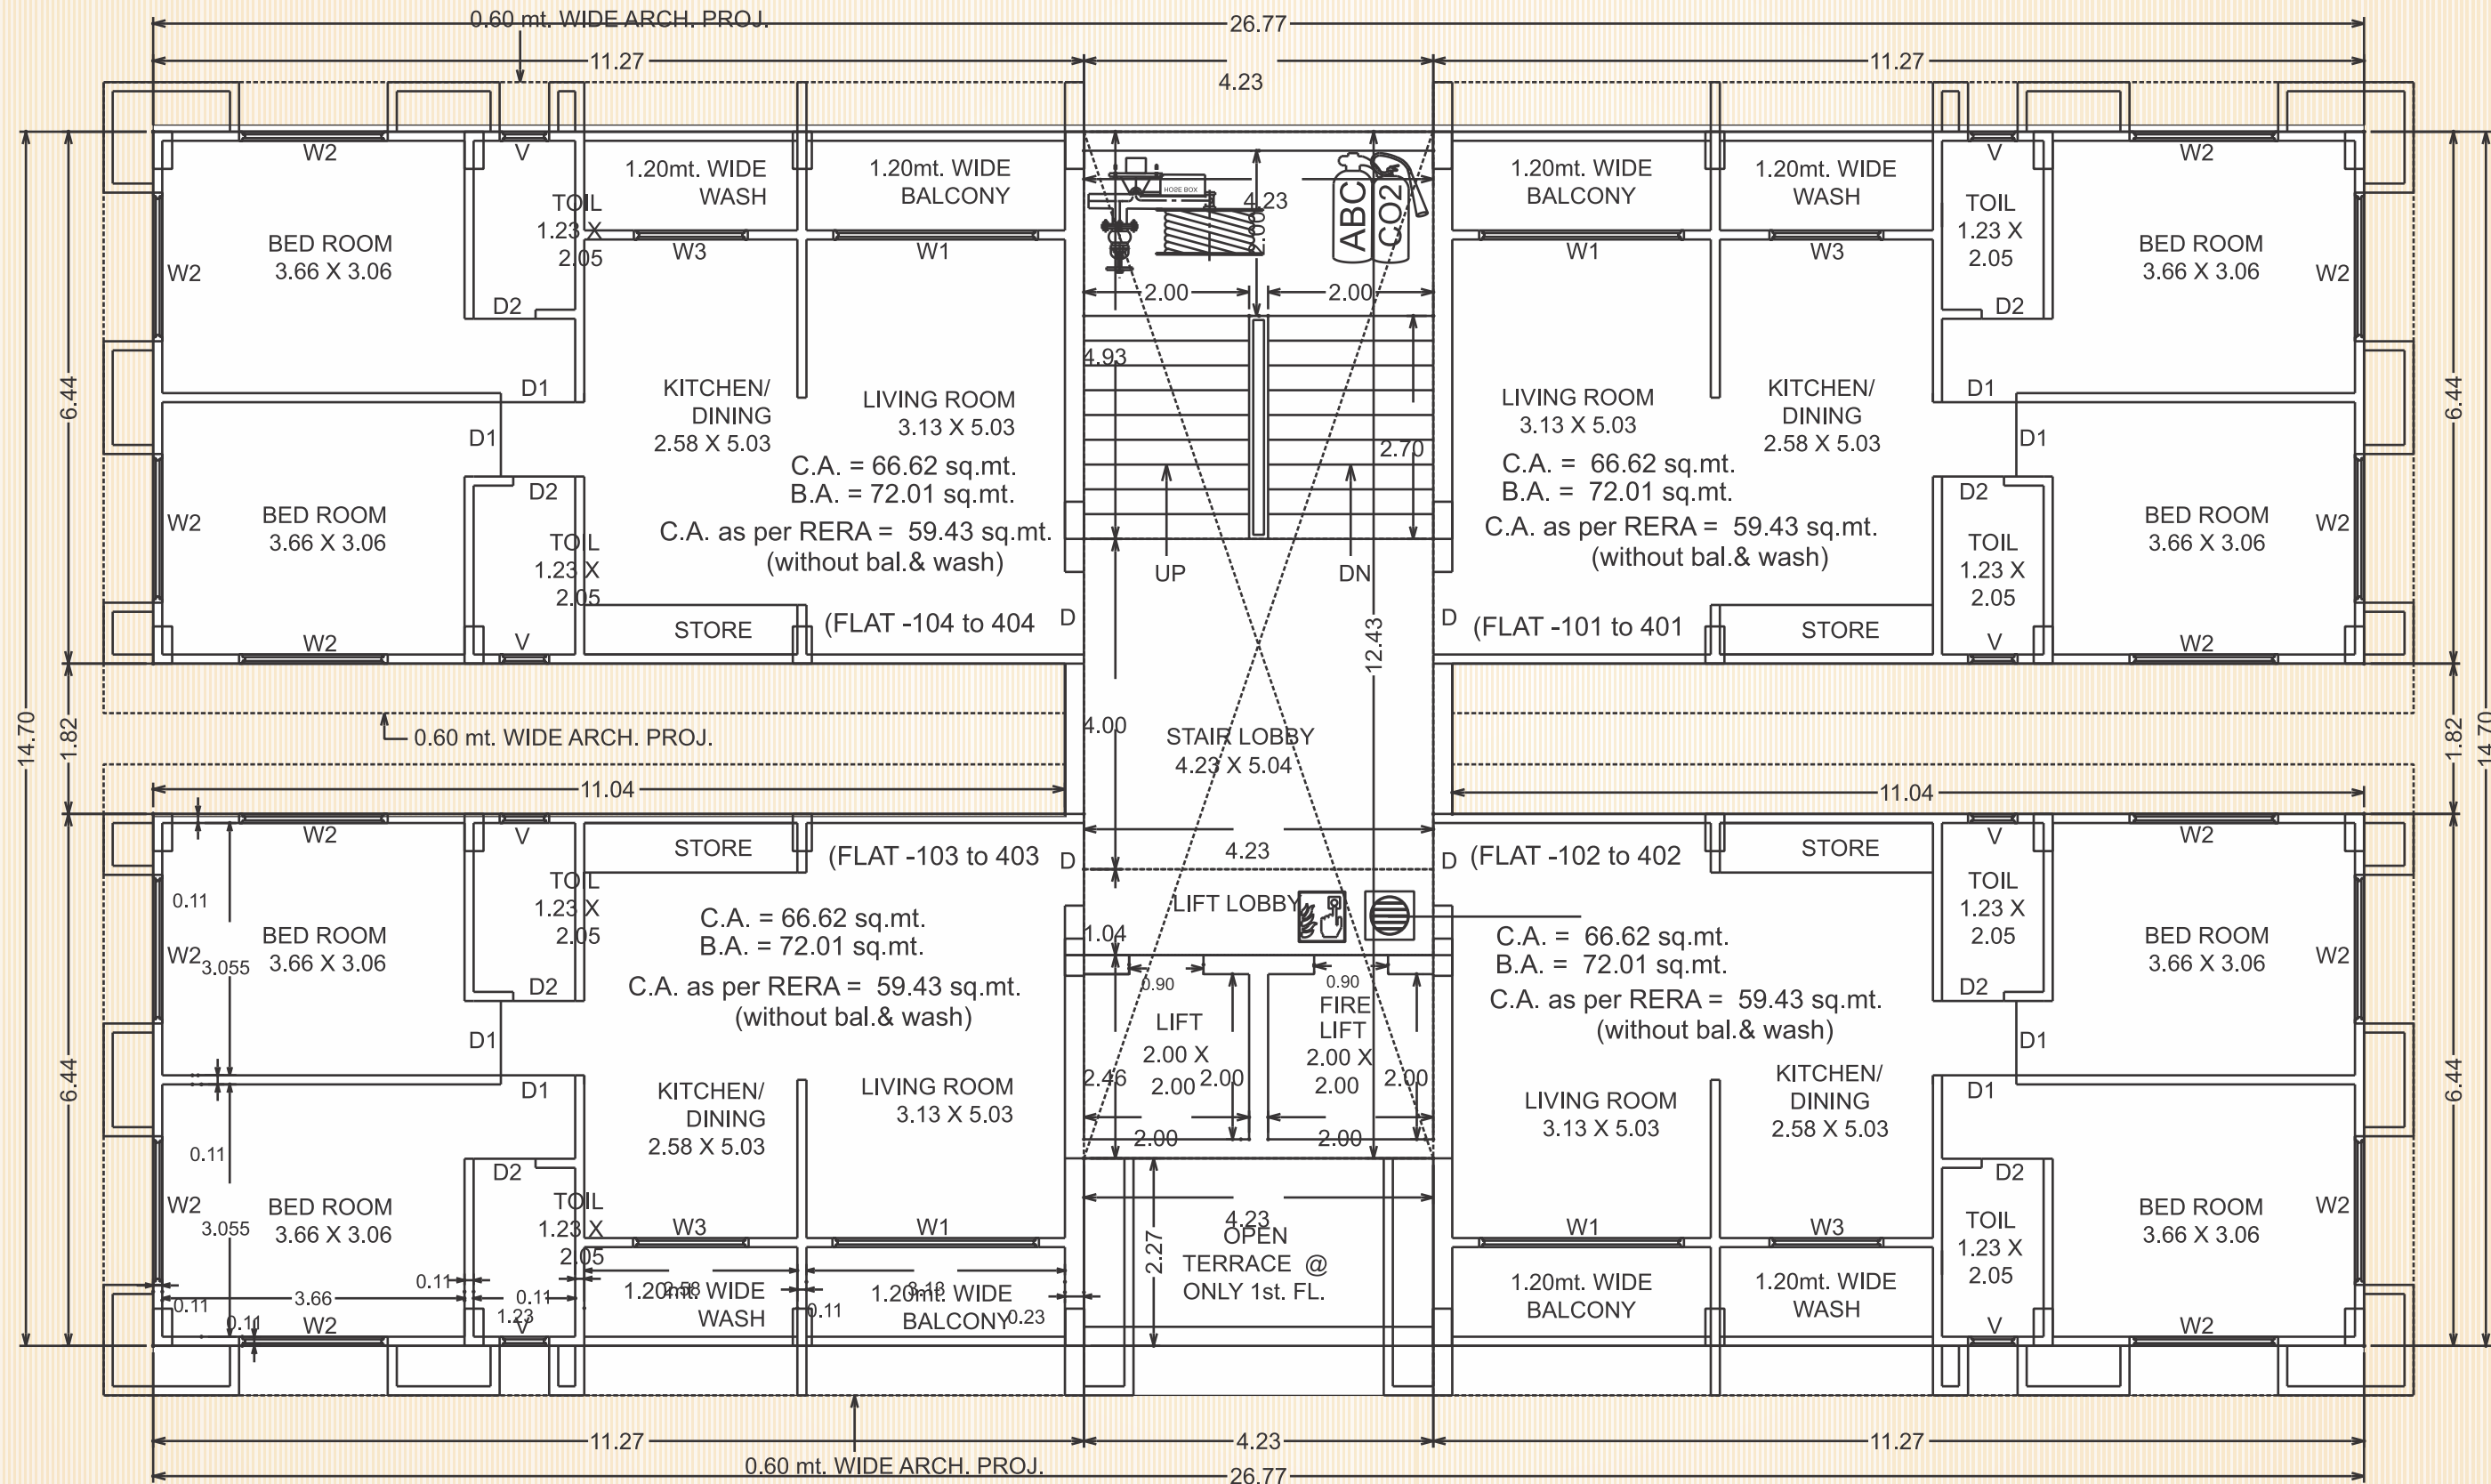 0.60 mt. WIDE ARCH. PROJ.
26.77
11.27
4.23
11.27
W2
V
1.20mt. WIDE
WASH
1.20mt. WIDE
BALCONY
HOSE BOX
4.23
2.00
ABC
CO2
1.20mt. WIDE
BALCONY
1.20mt. WIDE
WASH
V
W2
TOIL
1.23 X
2.05
BED ROOM
3.66 X 3.06
W2
W3
W1
W1
W3
TOIL
1.23 X
2.05
BED ROOM
3.66 X 3.06
W2
D2
2.00
2.00
D2
6.44
4.93
6.44
D1
KITCHEN/
DINING
2.58 X 5.03
LIVING ROOM
3.13 X 5.03
LIVING ROOM
3.13 X 5.03
KITCHEN/
DINING
2.58 X 5.03
D1
D1
2.70
D1
C.A. = 66.62 sq.mt.
B.A. = 72.01 sq.mt.
C.A. = 66.62 sq.mt.
B.A. = 72.01 sq.mt.
D2
D2
W2
BED ROOM
3.66 X 3.06
C.A. as per RERA = 59.43 sq.mt.
(without bal.& wash)
C.A. as per RERA = 59.43 sq.mt.
(without bal.& wash)
BED ROOM
3.66 X 3.06
W2
TOIL
1.23 X
2.05
UP
DN
TOIL
1.23 X
2.05
W2
V
STORE
(FLAT -104 to 404
D
D
(FLAT -101 to 401
STORE
V
W2
12.43
14.70
1.82
0.60 mt. WIDE ARCH. PROJ.
4.00
STAIR LOBBY
4.23 X 5.04
1.82
14.70
11.04
11.04
W2
V
STORE
(FLAT -103 to 403
D
4.23
D
(FLAT -102 to 402
STORE
V
W2
0.11
TOIL
1.23 X
2.05
LIFT LOBBY
TOIL
1.23 X
2.05
W2
3.055
BED ROOM
3.66 X 3.06
C.A. = 66.62 sq.mt.
B.A. = 72.01 sq.mt.
1.04
C.A. = 66.62 sq.mt.
B.A. = 72.01 sq.mt.
BED ROOM
3.66 X 3.06
W2
D2
C.A. as per RERA = 59.43 sq.mt.
(without bal.& wash)
0.90
0.90
C.A. as per RERA = 59.43 sq.mt.
(without bal.& wash)
D2
D1
LIFT
2.00 X
2.00
FIRE
LIFT
2.00 X
2.00
D1
6.44
2.46
2.00
2.00
6.44
D1
KITCHEN/
DINING
2.58 X 5.03
LIVING ROOM
3.13 X 5.03
2.00
2.00
LIVING ROOM
3.13 X 5.03
KITCHEN/
DINING
2.58 X 5.03
D1
0.11
D2
D2
W2
3.055
BED ROOM
3.66 X 3.06
TOIL
1.23 X
2.05
W3
W1
2.27
4.23
OPEN
TERRACE @
ONLY 1st. FL.
W1
W3
TOIL
1.23 X
2.05
BED ROOM
3.66 X 3.06
W2
0.11
3.66
0.11
0.11
0.11
1.23
2.58
1.20mt. WIDE
WASH
0.11
3.13
1.20mt. WIDE
BALCONY
0.23
1.20mt. WIDE
BALCONY
1.20mt. WIDE
WASH
W2
V
V
W2
11.27
4.23
11.27
0.60 mt. WIDE ARCH. PROJ.
26.77